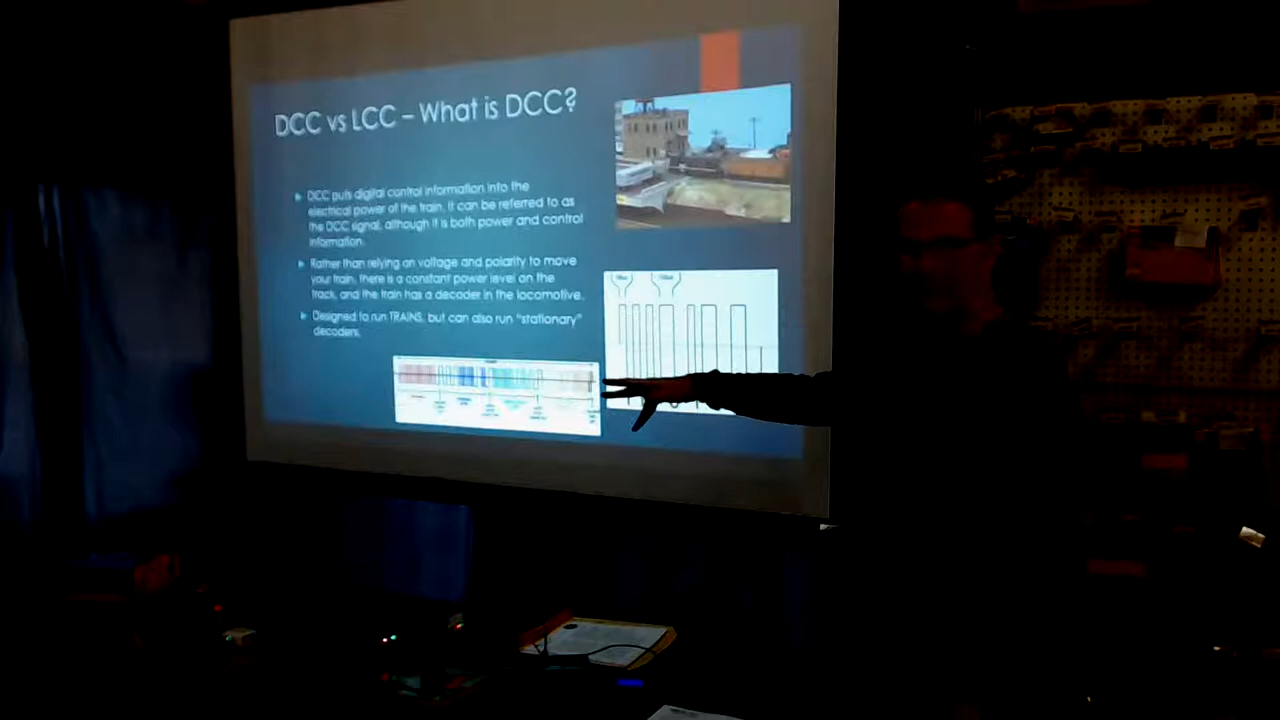 DCC vs LCC – What is DCC?
DCC puts digital control information into the
electrical power of the train. It can be referred to as
the DCC signal, although it is both power and control
information.
Rather than relying on voltage and polarity to move
your train, there is a constant power level on the
track, and the train has a decoder in the locomotive.
Designed to run TRAINS, but can also run "stationary"
decoders.